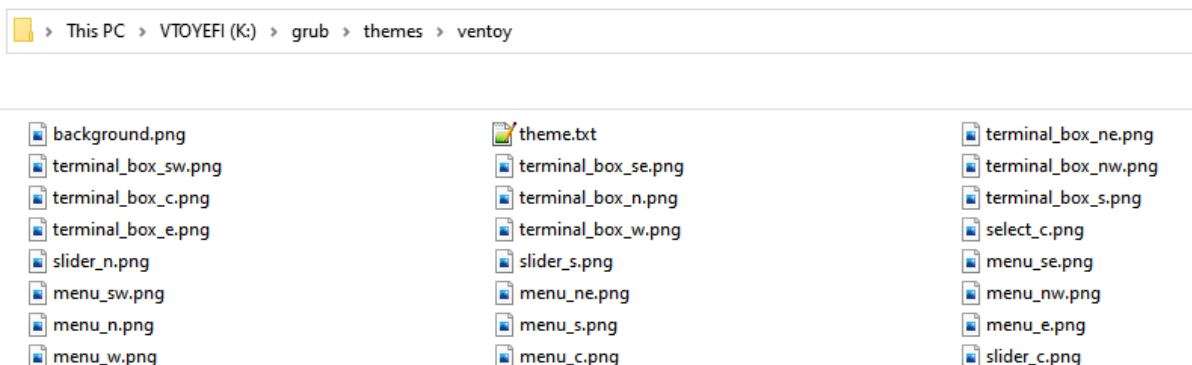 This PC > VTOYEFI (K:) > grub > themes > ventoy
background.png theme.txt terminal_box_ne.png
terminal_box_sw.png terminal_box_se.png terminal_box_nw.png
terminal_box_c.png terminal_box_n.png terminal_box_s.png
terminal_box_e.png terminal_box_w.png select_c.png
slider_n.png slider_s.png menu_se.png
menu_sw.png menu_ne.png menu_nw.png
menu_n.png menu_s.png menu_e.png
menu_w.png menu_c.png slider_c.png